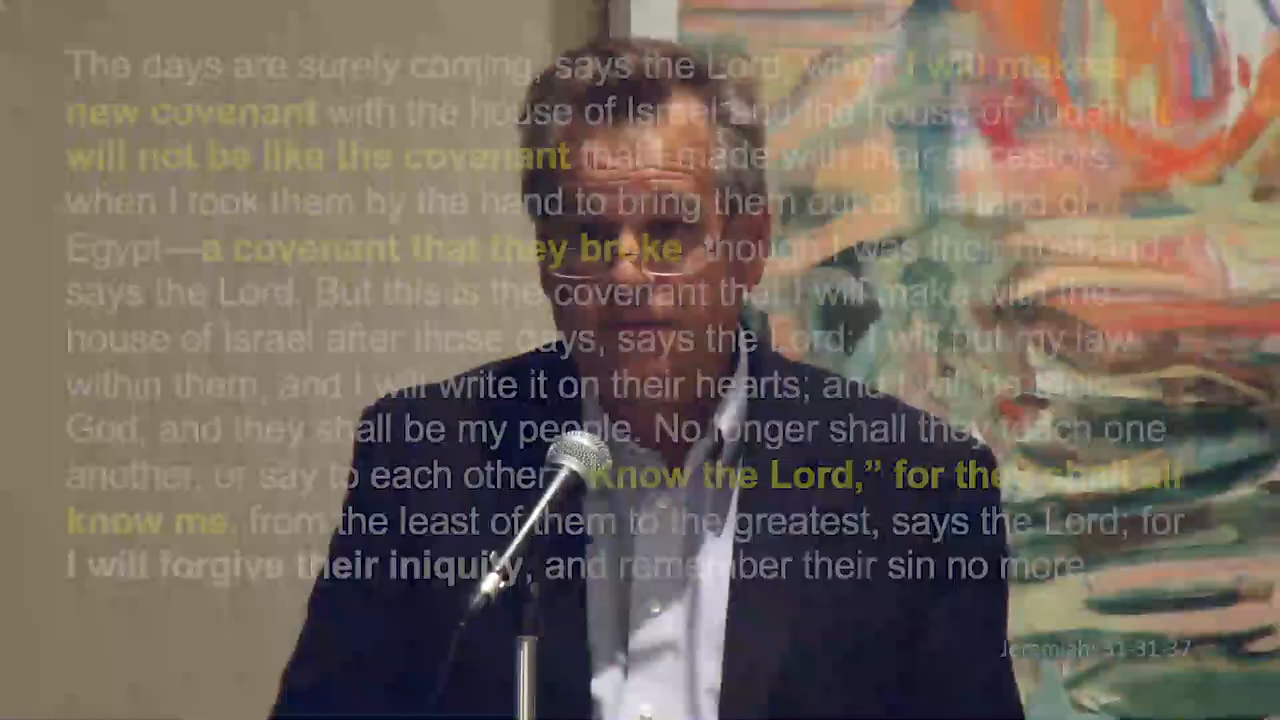 The days are surely coming, says the Lord, when I will make a
new covenant with the house of Israel and the house of Judah. It
will not be like the covenant that I made with their ancestors
when I took them by the hand to bring them out of the land of
Egypt—a covenant that they broke, though I was their husband,
says the Lord. But this is the covenant that I will make with the
house of Israel after those days, says the Lord: I will put my law
within them, and I will write it on their hearts; and I will be their
God, and they shall be my people. No longer shall they teach one
another, or say to each other, “Know the Lord,” for they shall all
know me, from the least of them to the greatest, says the Lord; for
I will forgive their iniquity, and remember their sin no more.
Jeremiah: 31-31-37